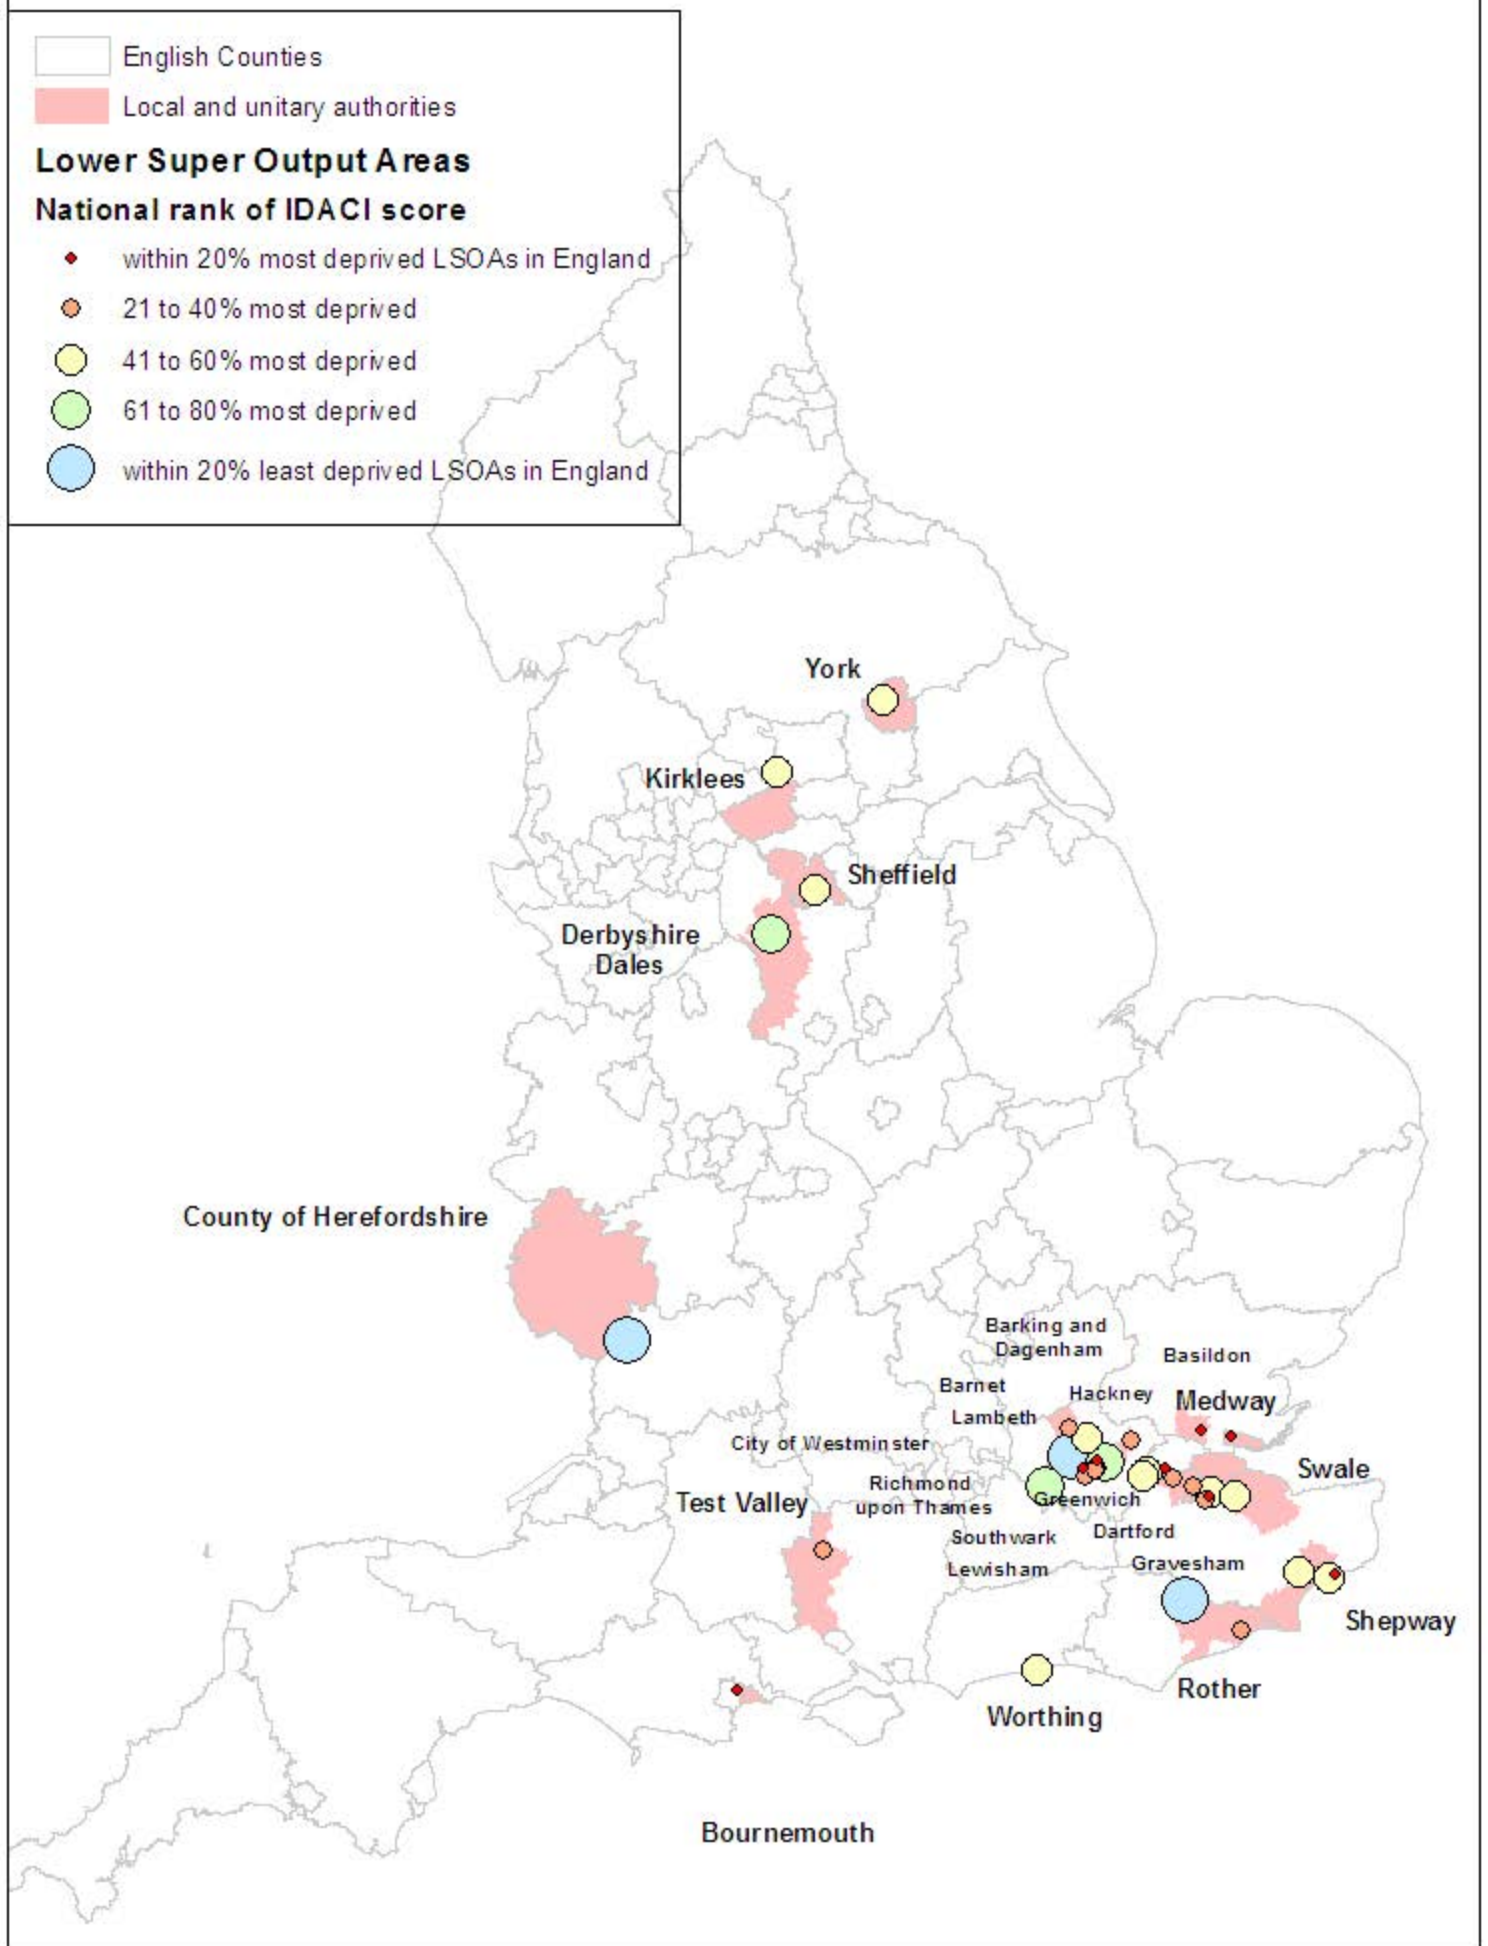 English Counties
Local and unitary authorities
Lower Super Output Areas
National rank of IDACI score
within 20% most deprived LSOAs in England
21 to 40% most deprived
41 to 60% most deprived
61 to 80% most deprived
within 20% least deprived LSOAs in England
York
Kirklees
Sheffield
Derbyshire
Dales
County of Herefordshire
Barking and
Dagenham
Basildon
Barnet
Hackney
Medway
Lambeth
City of Westminster
Swale
Richmond
upon Thames
Test Valley
Greenwich
Southwark
Dartford
Lewisham
Gravesham
Shepway
Rother
Worthing
Bournemouth